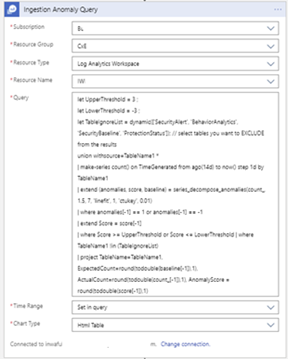 Ingestion Anomaly Query
*Subscription
*Resource Group
CxE
*Resource Type
Log Analytics Workspace
*Resource Name
*Query
let UpperThreshold = 3 ;
let LowerThreshold = -3 ;
let TableIgnoreList = dynamic(['SecurityAlert', 'BehaviorAnalytics',
'SecurityBaseline', 'ProtectionStatus']); // select tables you want to EXCLUDE
from the results
union withsource=TableName1 *
| make-series count() on TimeGenerated from ago(14d) to now() step 1d by
TableName1
| extend (anomalies, score, baseline) = series_decompose_anomalies(count_,
1.5, 7, 'linefit', 1, 'ctukey', 0.01)
| where anomalies[-1] == 1 or anomalies[-1] == -1
| extend Score = score[-1]
| where Score >= UpperThreshold or Score <= LowerThreshold | where
TableName1 !in (TableIgnoreList)
| project TableName=TableName1,
ExpectedCount=round(todouble(baseline[-1]),1),
ActualCount=round(todouble(count_[-1]),1), AnomalyScore =
round(todouble(score[-1]),1)
*Time Range
Set in query
*Chart Type
Html Table
Connected to
m. Change connection.